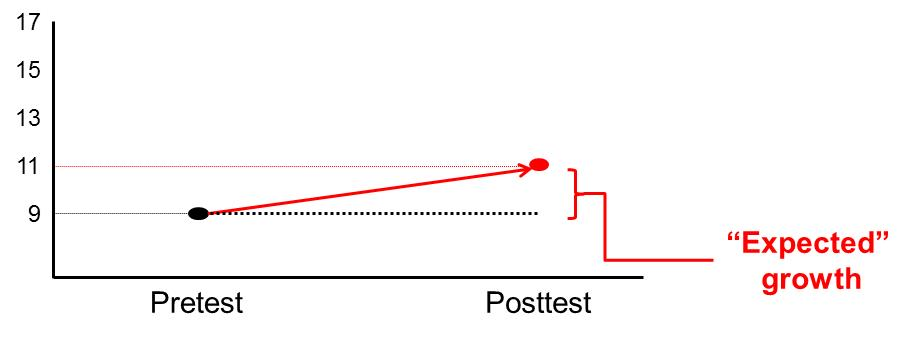 17
15
13
11
9
Pretest
Posttest
“Expected”
growth